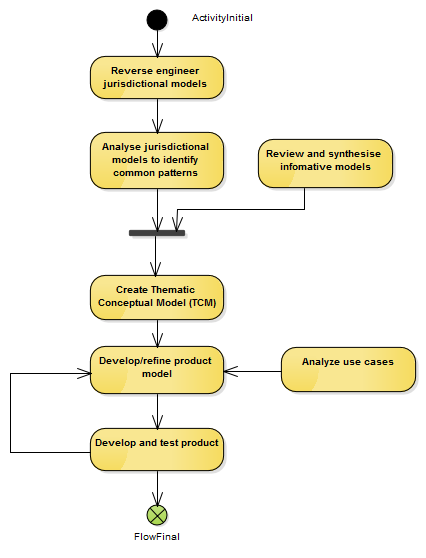 ActivityInitial
Reverse engineer
jurisdictional models
Analyse jurisdictional
models to identify
common patterns
Review and synthesise
infomative models
Create Thematic
Conceptual Model (TCM)
Develop/refine product
model
Analyze use cases
Develop and test product
FlowFinal